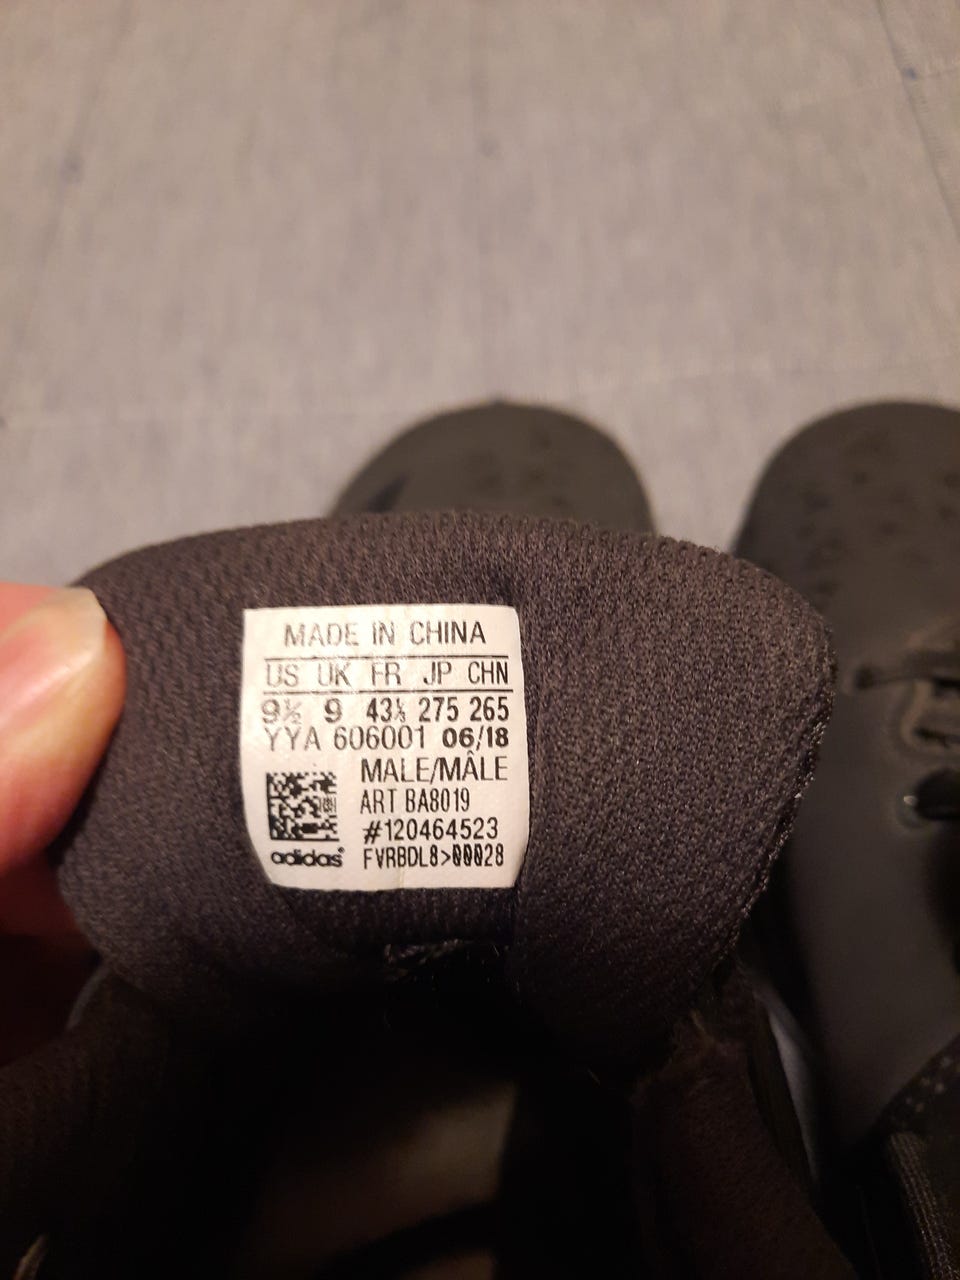 MADE IN CHINA
US UK FR JP CHN
9½ 9 43⅓ 275 265
YYA 606001 06/18
MALE/MÂLE
ART BA8019
#120464523
adidas® FVRBDL8>00028